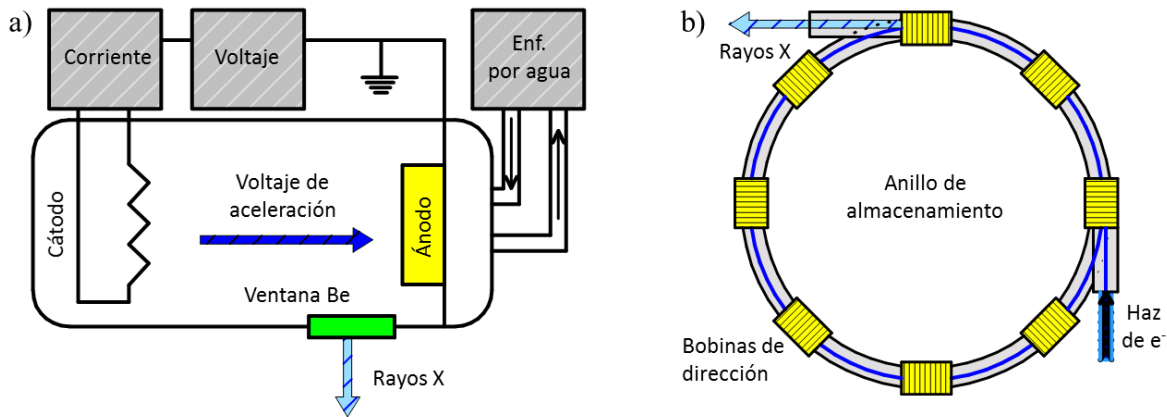 a)
Corriente
Voltaje
Enf.
por agua
Cátodo
Voltaje de
aceleración
Ánodo
Ventana Be
Rayos X
b)
Rayos X
Anillo de
almacenamiento
Bobinas de
dirección
Haz
de e⁻